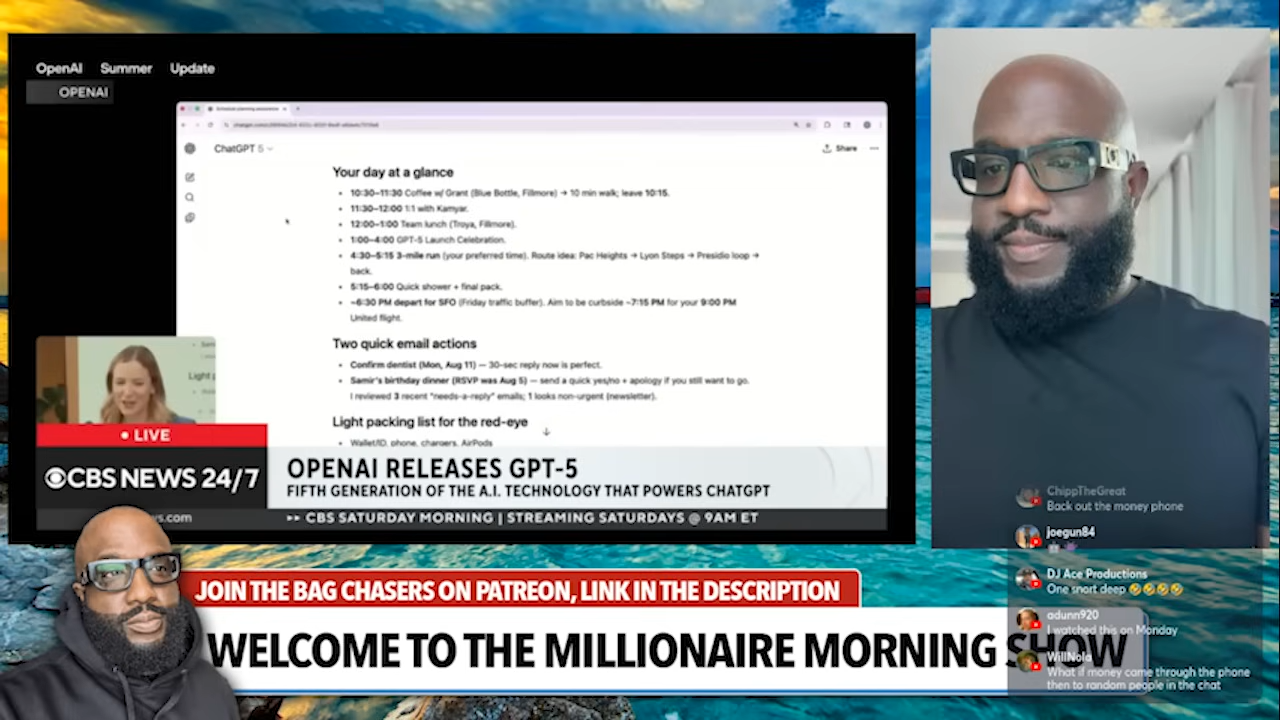 OpenAI Summer Update
OPENAI
ChatGPT 5
Share
Your day at a glance
10:30–11:30 Coffee w/ Grant (Blue Bottle, Fillmore) → 10 min walk; leave 10:15.
11:30–12:00 1:1 with Kamyar.
12:00–1:00 Team lunch (Troya, Fillmore).
1:00–4:00 GPT-5 Launch Celebration.
4:30–5:15 3-mile run (your preferred time). Route idea: Pac Heights → Lyon Steps → Presidio loop →
back.
5:15–6:00 Quick shower + final pack.
~6:30 PM depart for SFO (Friday traffic buffer). Aim to be curbside ~7:15 PM for your 9:00 PM
United flight.
Two quick email actions
Confirm dentist (Mon, Aug 11) — 30-sec reply now is perfect.
Samir's birthday dinner (RSVP was Aug 5) — send a quick yes/no + apology if you still want to go.
I reviewed 3 recent "needs-a-reply" emails; 1 looks non-urgent (newsletter).
Light packing list for the red-eye
Wallet/ID, phone, chargers, AirPods
LIVE
CBS NEWS 24/7
OPENAI RELEASES GPT-5
FIFTH GENERATION OF THE A.I. TECHNOLOGY THAT POWERS CHATGPT
CBS SATURDAY MORNING | STREAMING SATURDAYS @ 9AM ET
JOIN THE BAG CHASERS ON PATREON, LINK IN THE DESCRIPTION
WELCOME TO THE MILLIONAIRE MORNING SHOW
ChippTheGreat
Back out the money phone
joegun84
DJ Ace Productions
One snort deep 🤣🤣🤣🤣
adunn920
I watched this on Monday
WillNola
What if money came through the phone
then to random people in the chat